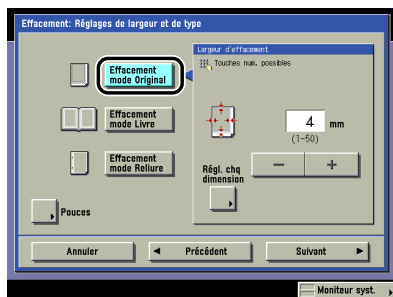 Effacement: Réglages de largeur et de type
Largeur d'effacement
Touches num. possibles
Effacement
mode Original
Effacement
mode Livre
4 mm
(1-50)
Effacement
mode Reliure
Régl. chq
dimension
- +
Pouces
Annuler
◄ Précédent
Suivant ►
Moniteur syst.